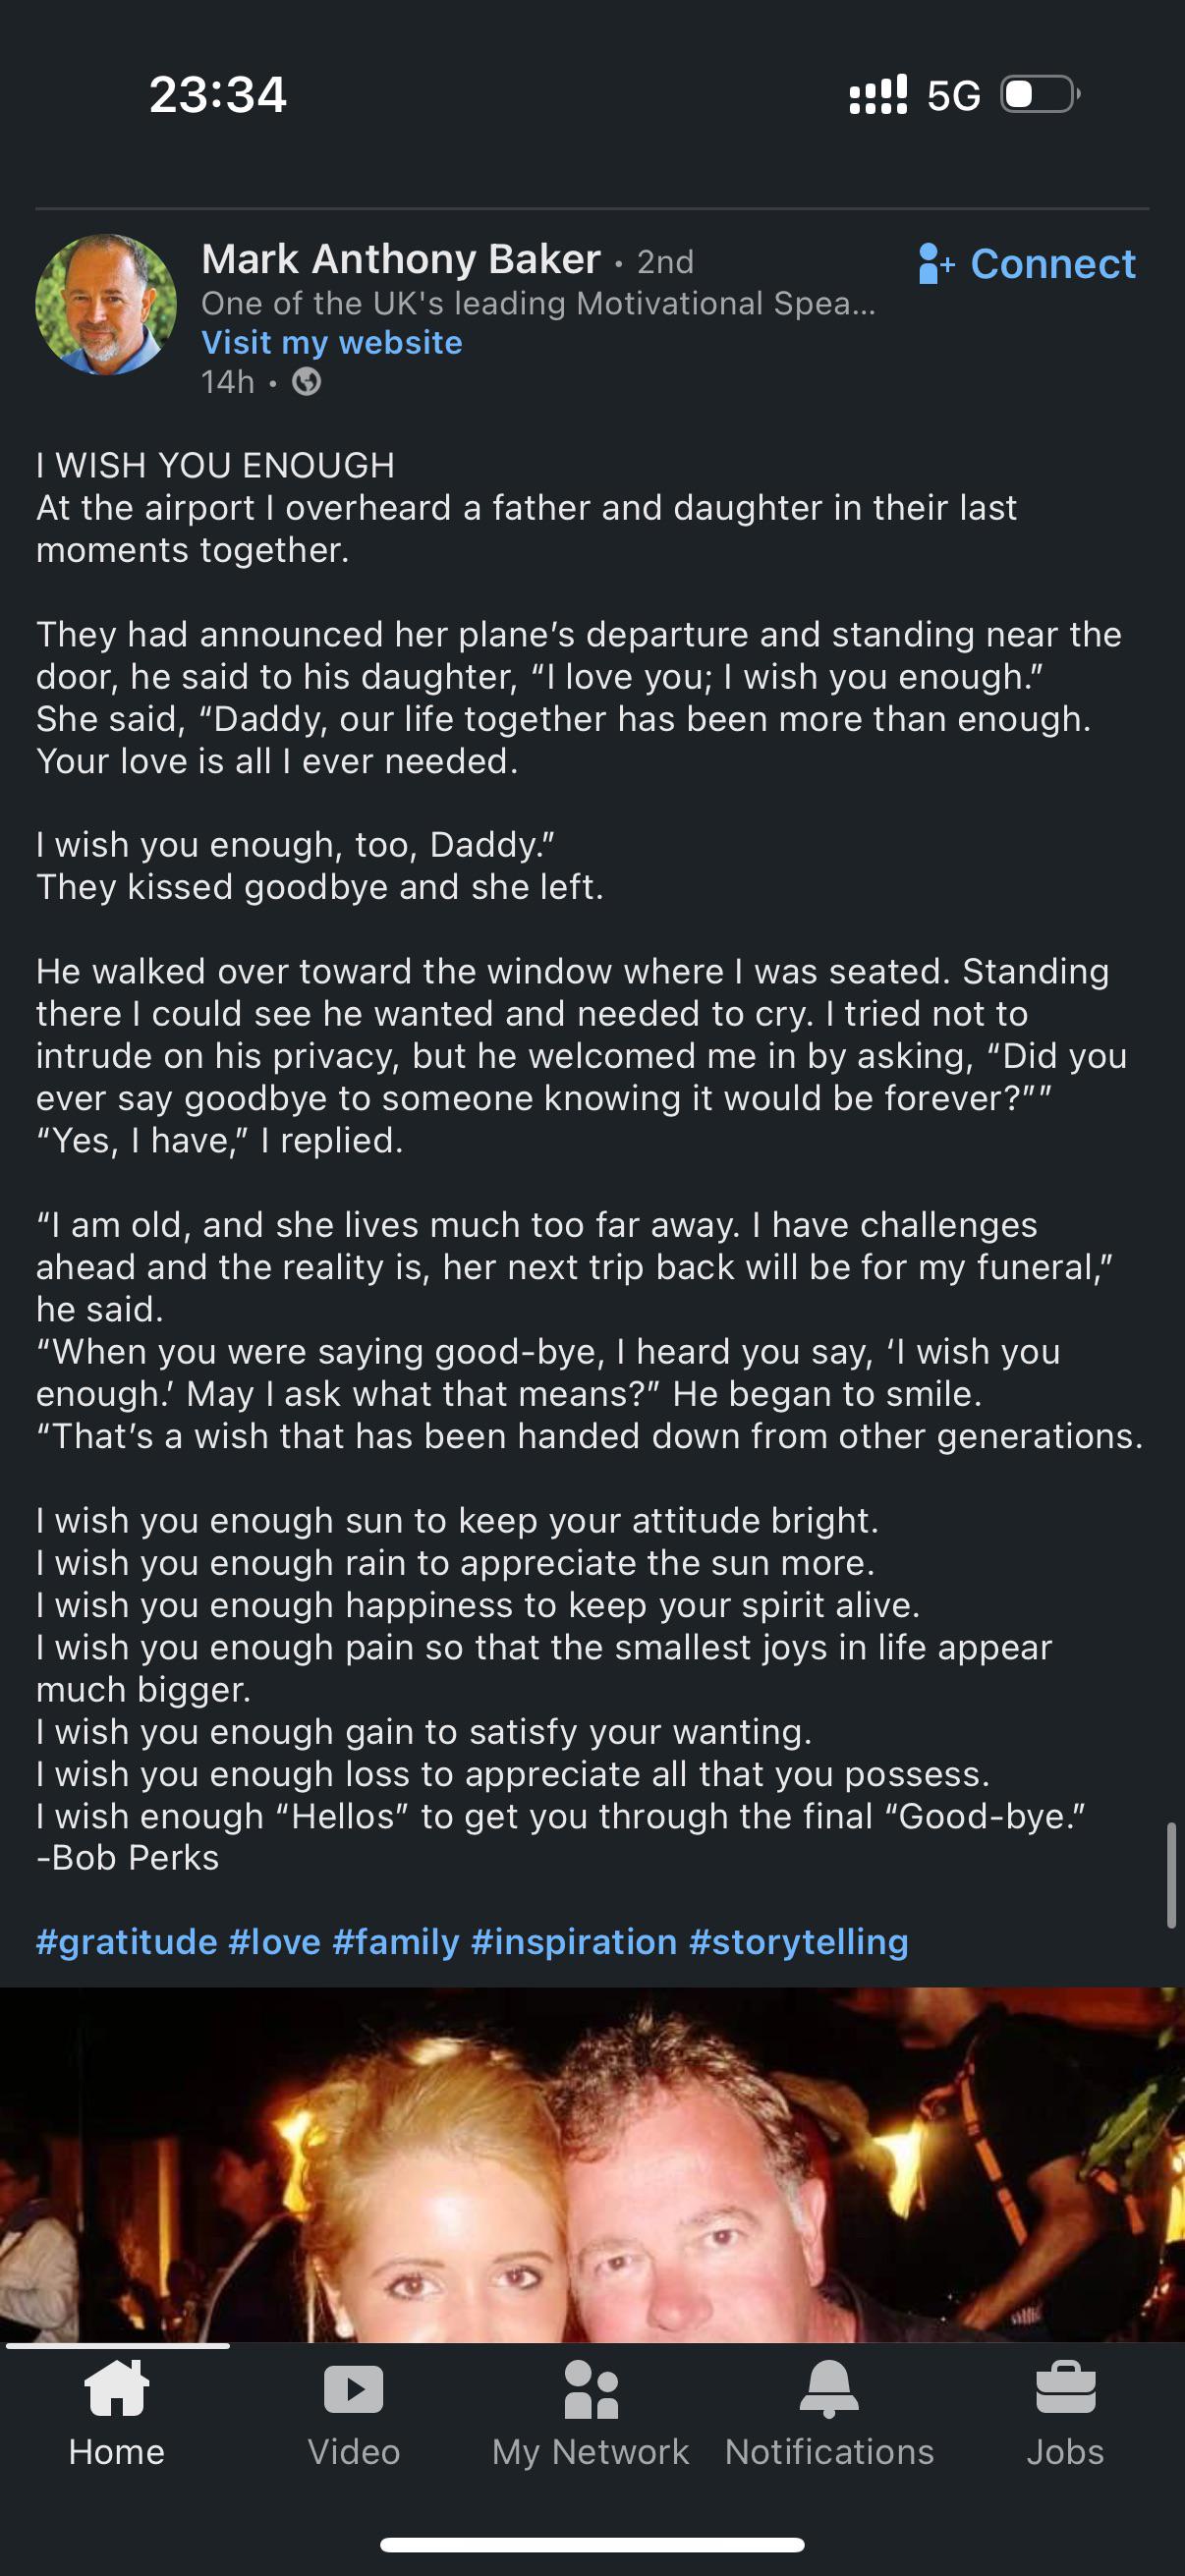 23:34
5G
Mark Anthony Baker • 2nd
Connect
One of the UK's leading Motivational Spea...
Visit my website
14h •
I WISH YOU ENOUGH
At the airport I overheard a father and daughter in their last
moments together.
They had announced her plane’s departure and standing near the
door, he said to his daughter, “I love you; I wish you enough.”
She said, “Daddy, our life together has been more than enough.
Your love is all I ever needed.
I wish you enough, too, Daddy.”
They kissed goodbye and she left.
He walked over toward the window where I was seated. Standing
there I could see he wanted and needed to cry. I tried not to
intrude on his privacy, but he welcomed me in by asking, “Did you
ever say goodbye to someone knowing it would be forever?””
“Yes, I have,” I replied.
“I am old, and she lives much too far away. I have challenges
ahead and the reality is, her next trip back will be for my funeral,”
he said.
“When you were saying good-bye, I heard you say, ‘I wish you
enough.’ May I ask what that means?” He began to smile.
“That’s a wish that has been handed down from other generations.
I wish you enough sun to keep your attitude bright.
I wish you enough rain to appreciate the sun more.
I wish you enough happiness to keep your spirit alive.
I wish you enough pain so that the smallest joys in life appear
much bigger.
I wish you enough gain to satisfy your wanting.
I wish you enough loss to appreciate all that you possess.
I wish enough “Hellos” to get you through the final “Good-bye.”
-Bob Perks
#gratitude #love #family #inspiration #storytelling
Home
Video
My Network
Notifications
Jobs